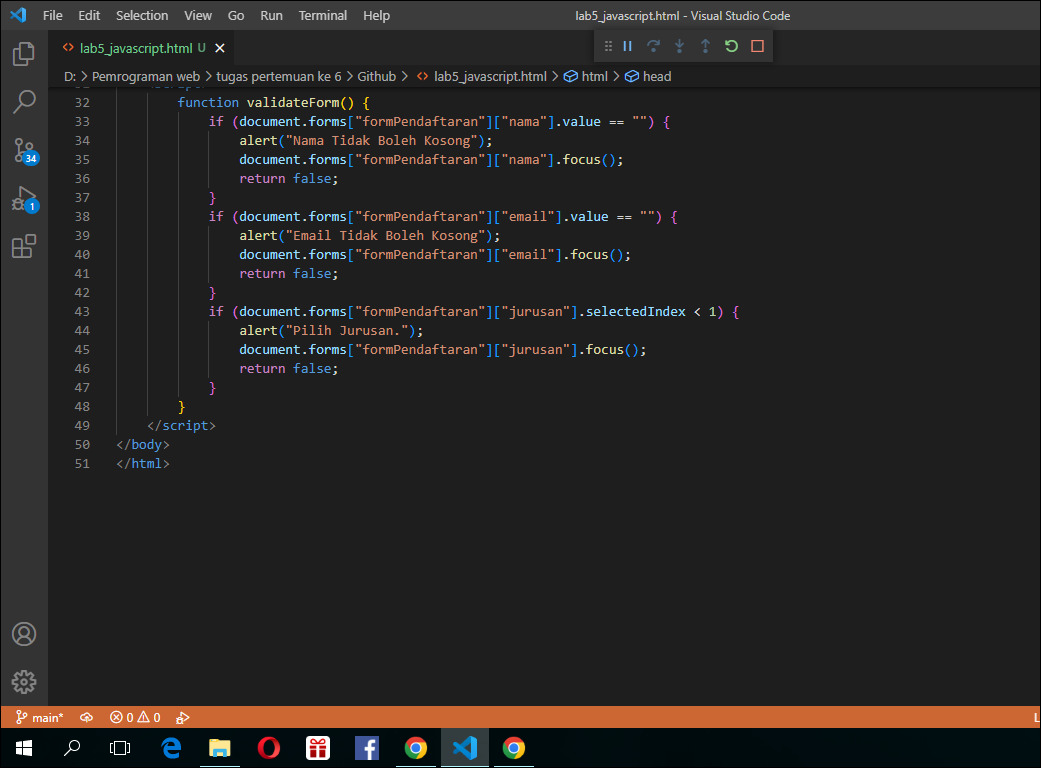 File Edit Selection View Go Run Terminal Help lab5_javascript.html - Visual Studio Code
lab5_javascript.html U
D: > Pemrograman web > tugas pertemuan ke 6 > Github > lab5_javascript.html > html > head
32 function validateForm() {
33 if (document.forms["formPendaftaran"]["nama"].value == "") {
34 alert("Nama Tidak Boleh Kosong");
35 document.forms["formPendaftaran"]["nama"].focus();
36 return false;
37 }
38 if (document.forms["formPendaftaran"]["email"].value == "") {
39 alert("Email Tidak Boleh Kosong");
40 document.forms["formPendaftaran"]["email"].focus();
41 return false;
42 }
43 if (document.forms["formPendaftaran"]["jurusan"].selectedIndex < 1) {
44 alert("Pilih Jurusan.");
45 document.forms["formPendaftaran"]["jurusan"].focus();
46 return false;
47 }
48 }
49 </script>
50 </body>
51 </html>
34
1
main* 0 0